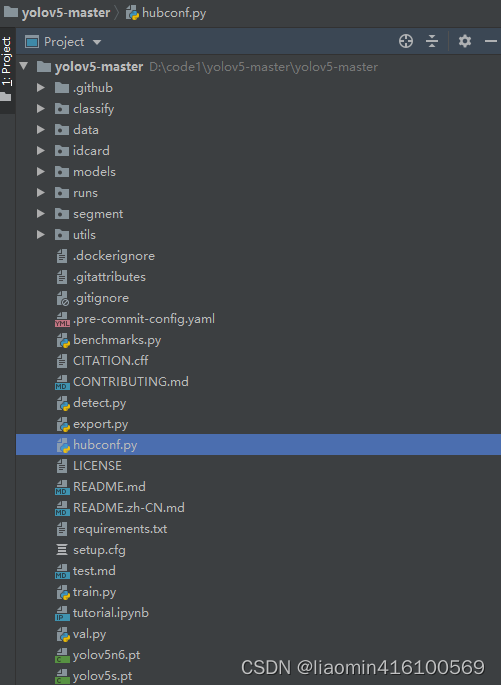 yolov5-master hubconf.py
1: Project
Project
yolov5-master D:\code1\yolov5-master\yolov5-master
.github
classify
data
idcard
models
runs
segment
utils
.dockerignore
.gitattributes
.gitignore
.pre-commit-config.yaml
benchmarks.py
CITATION.cff
CONTRIBUTING.md
detect.py
export.py
hubconf.py
LICENSE
README.md
README.zh-CN.md
requirements.txt
setup.cfg
test.md
train.py
tutorial.ipynb
val.py
yolov5n6.pt
yolov5s.pt
CSDN @liaomin416100569